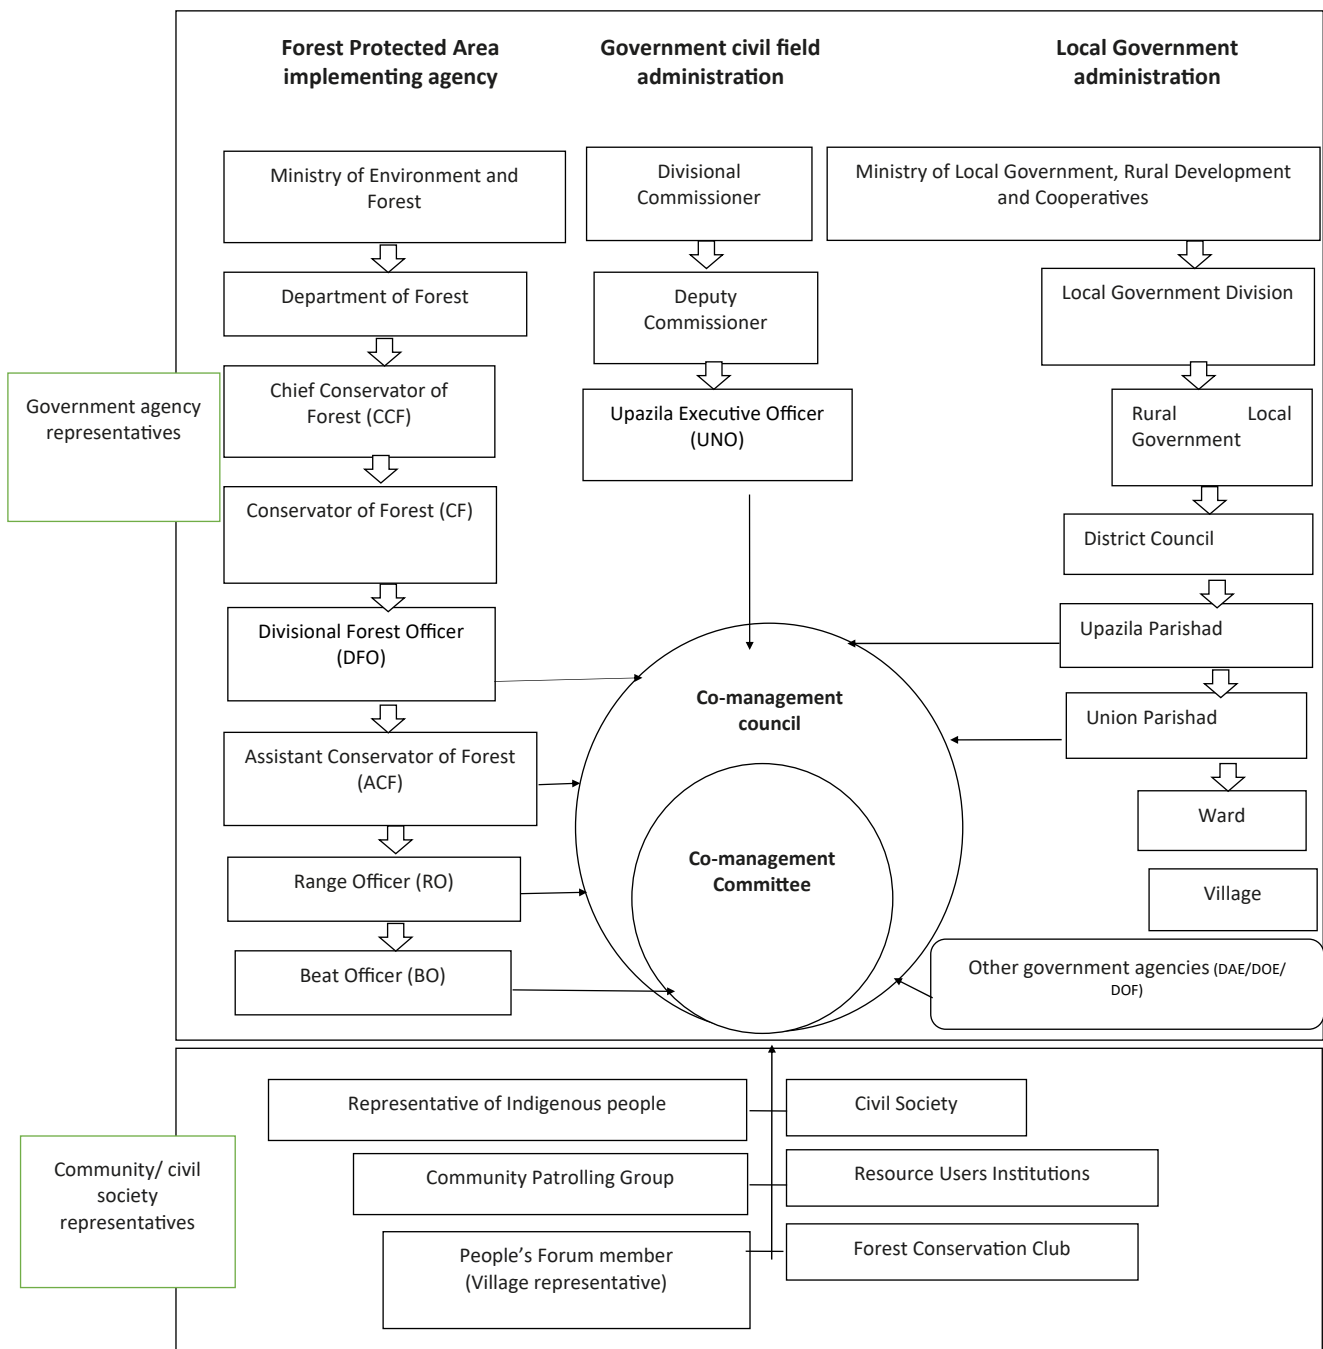 Forest Protected Area
implementing agency
Government civil field
administration
Local Government
administration
Ministry of Environment and
Forest
Department of Forest
Chief Conservator of
Forest (CCF)
Conservator of Forest (CF)
Divisional Forest Officer
(DFO)
Assistant Conservator of Forest
(ACF)
Range Officer (RO)
Beat Officer (BO)
Divisional
Commissioner
Deputy
Commissioner
Upazila Executive Officer
(UNO)
Ministry of Local Government, Rural Development
and Cooperatives
Local Government Division
Rural Local
Government
District Council
Upazila Parishad
Union Parishad
Ward
Village
Other government agencies (DAE/DOE/
DOF)
Co-management
council
Co-management
Committee
Government agency
representatives
Community/ civil
society
representatives
Representative of Indigenous people
Civil Society
Community Patrolling Group
Resource Users Institutions
People’s Forum member
(Village representative)
Forest Conservation Club